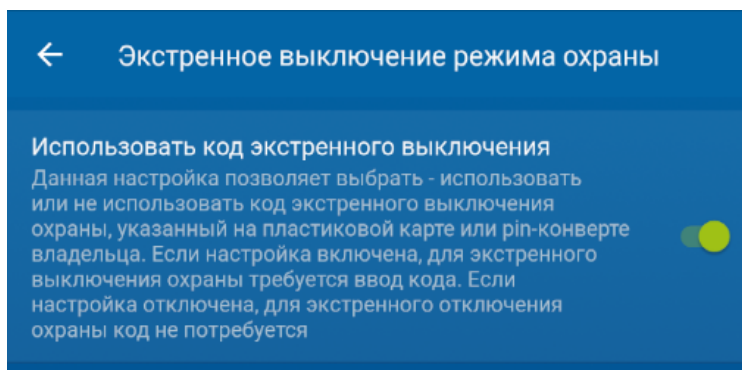 Экстренное выключение режима охраны
Использовать код экстренного выключения
Данная настройка позволяет выбрать - использовать
или не использовать код экстренного выключения
охраны, указанный на пластиковой карте или pin-конверте
владельца. Если настройка включена, для экстренного
выключения охраны требуется ввод кода. Если
настройка отключена, для экстренного отключения
охраны код не потребуется